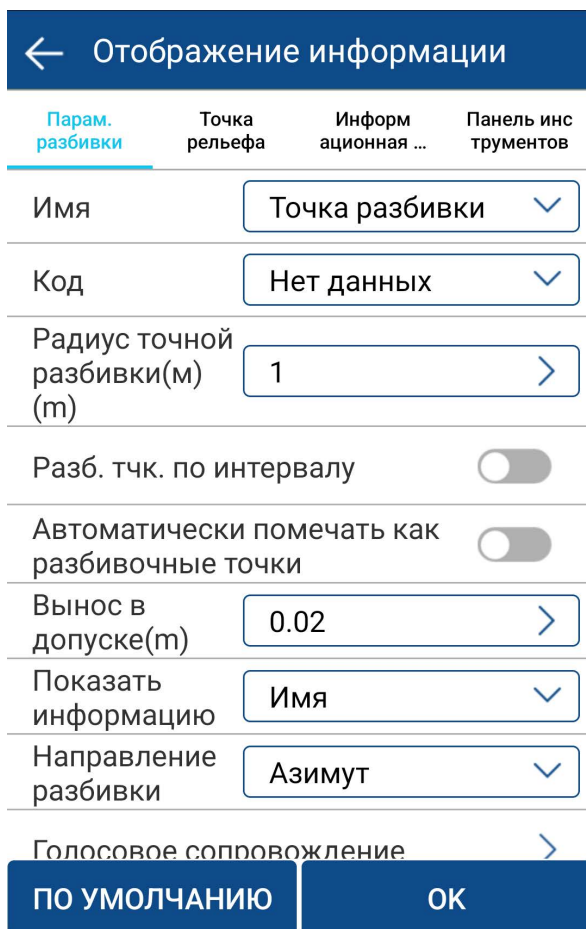 Отображение информации
Парам. разбивки
Точка рельефа
Информ ационная ...
Панель инс трументов
Имя
Точка разбивки
Код
Нет данных
Радиус точной
разбивки(м)
(m)
1
Разб. тчк. по интервалу
Автоматически помечать как
разбивочные точки
Вынос в
допуске(m)
0.02
Показать
информацию
Имя
Направление
разбивки
Азимут
Голосовое сопровождение
ПО УМОЛЧАНИЮ
OK